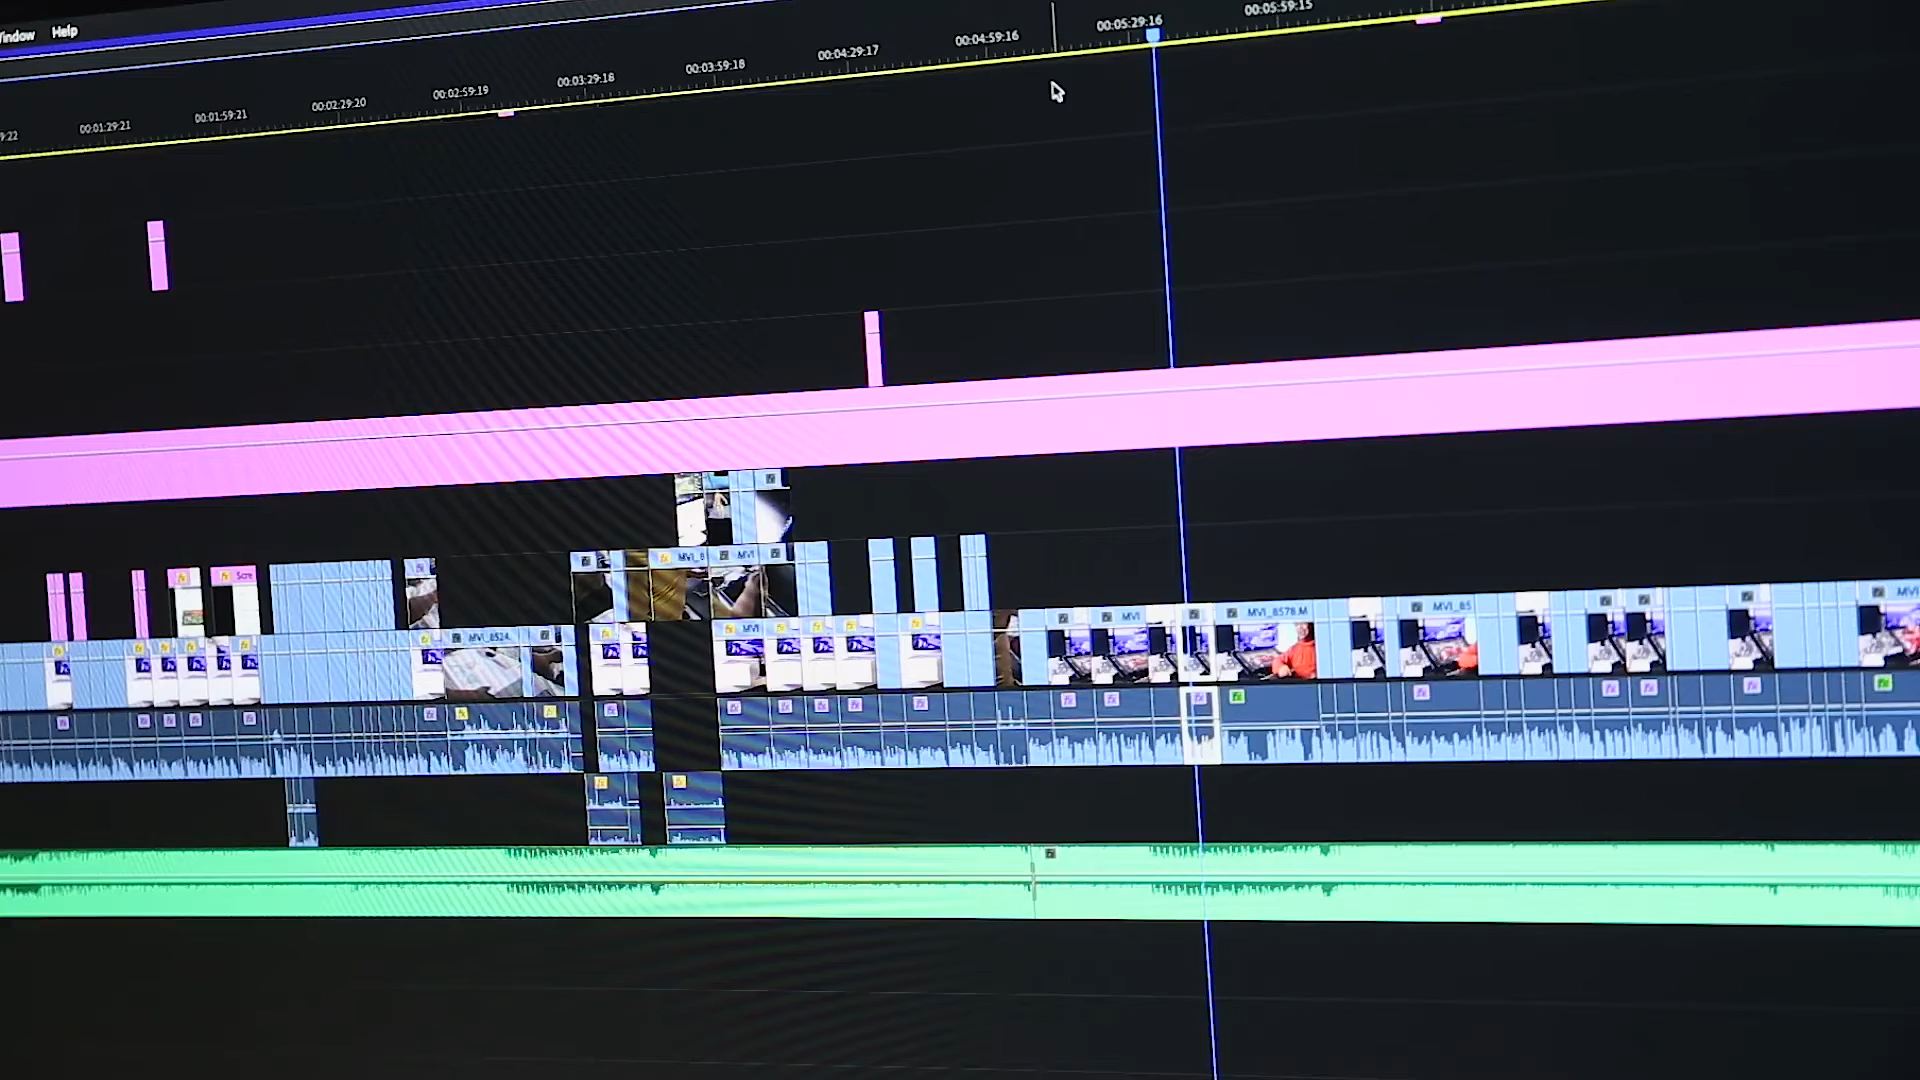 Window Help
00:01:29:21
00:01:59:21
00:02:29:20
00:02:59:19
00:03:29:18
00:03:59:18
00:04:29:17
00:04:59:16
00:05:29:16
00:05:59:15
MVI_8
MVI
Scre
MVI_8524.
MVI
MVI
MVI_8578.M
MVI_85
MVI